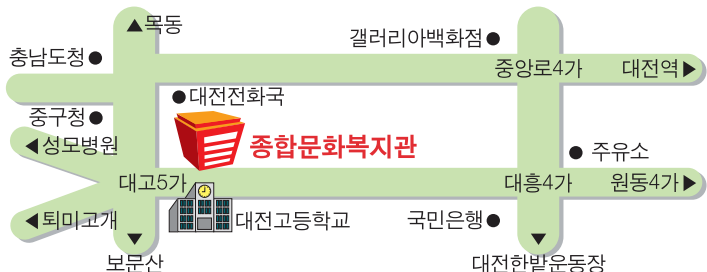 ▲목동
충남도청●
갤러리아백화점●
중앙로4가
대전역▶
●대전전화국
중구청●
◀성모병원
종합문화복지관
●주유소
대고5가
대흥4가
원동4가▶
◀퇴미고개
대전고등학교
국민은행●
▼
보문산
▼
대전한밭운동장